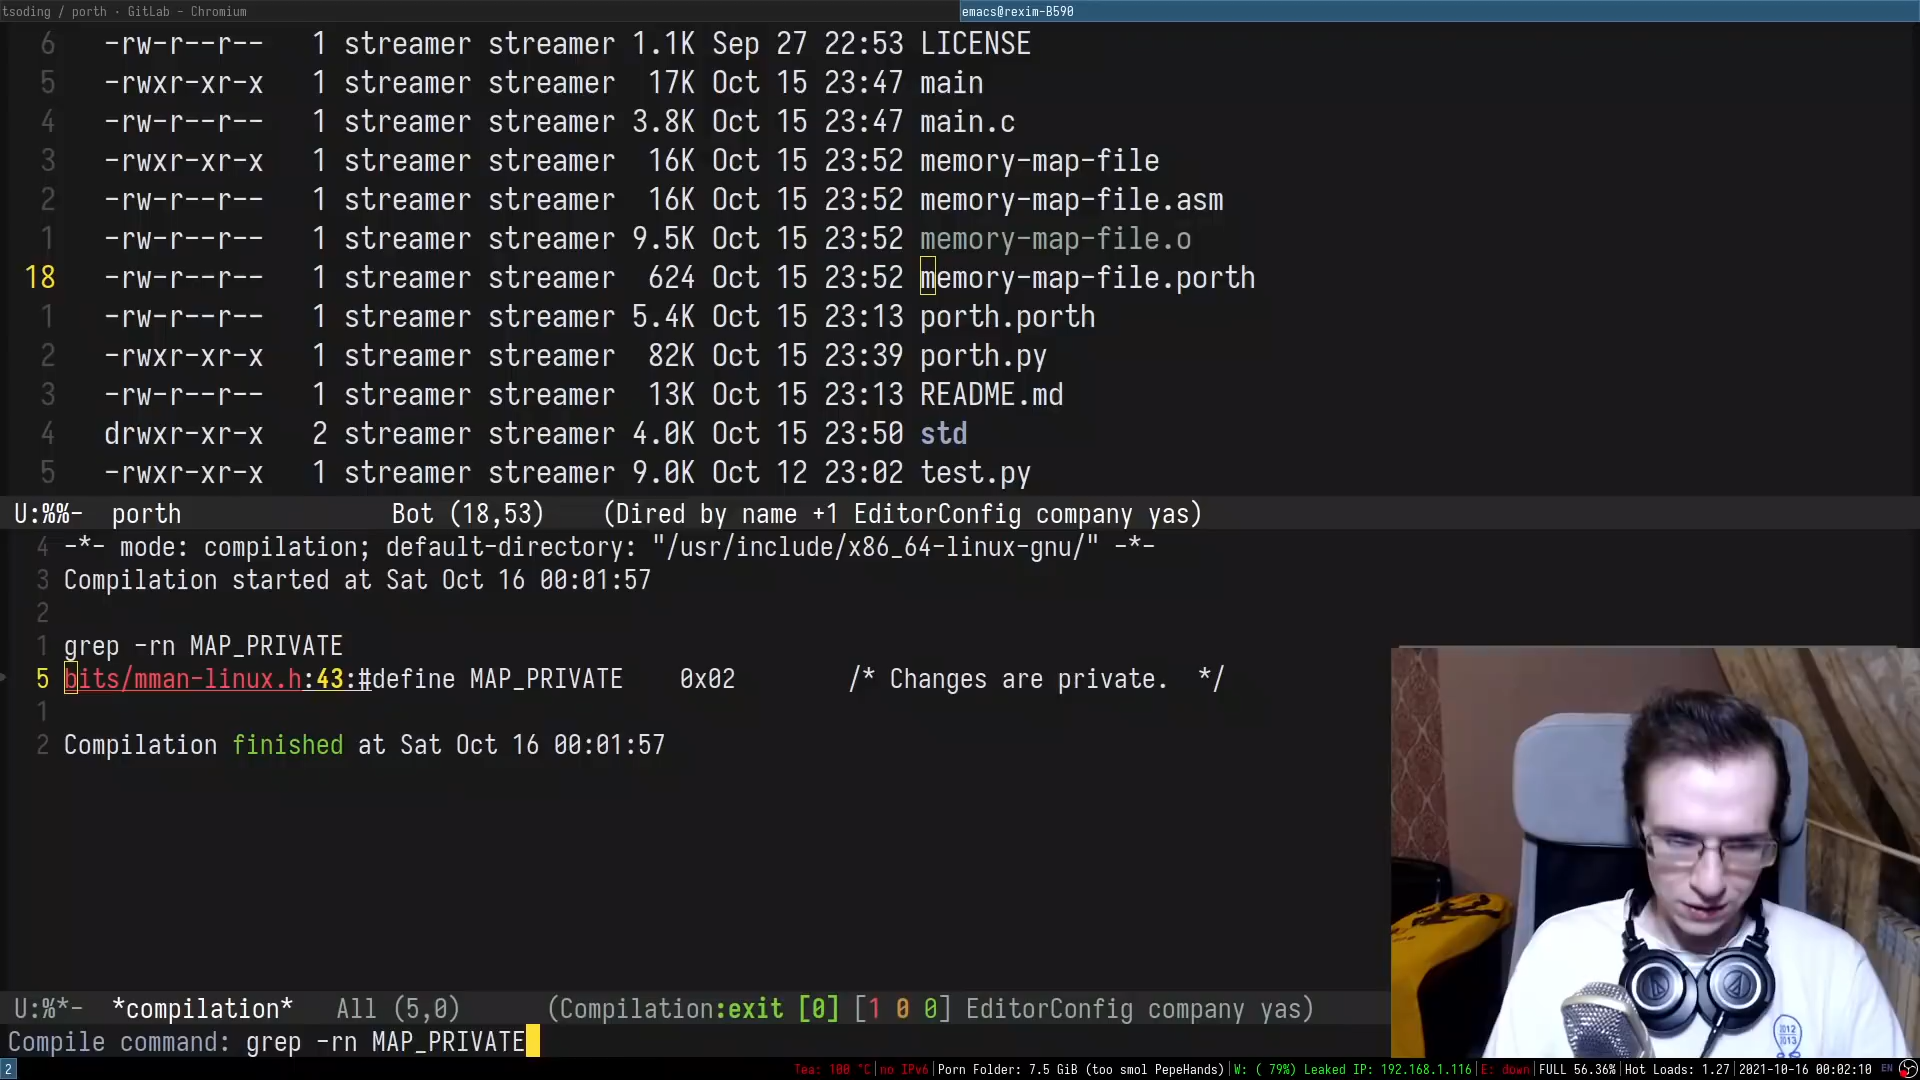 tsoding / porth · GitLab - Chromium
emacs@rexim-B590
6 -rw-r--r-- 1 streamer streamer 1.1K Sep 27 22:53 LICENSE
5 -rwxr-xr-x 1 streamer streamer 17K Oct 15 23:47 main
4 -rw-r--r-- 1 streamer streamer 3.8K Oct 15 23:47 main.c
3 -rwxr-xr-x 1 streamer streamer 16K Oct 15 23:52 memory-map-file
2 -rw-r--r-- 1 streamer streamer 16K Oct 15 23:52 memory-map-file.asm
1 -rw-r--r-- 1 streamer streamer 9.5K Oct 15 23:52 memory-map-file.o
18 -rw-r--r-- 1 streamer streamer 624 Oct 15 23:52 memory-map-file.porth
1 -rw-r--r-- 1 streamer streamer 5.4K Oct 15 23:13 porth.porth
2 -rwxr-xr-x 1 streamer streamer 82K Oct 15 23:39 porth.py
3 -rw-r--r-- 1 streamer streamer 13K Oct 15 23:13 README.md
4 drwxr-xr-x 2 streamer streamer 4.0K Oct 15 23:50 std
5 -rwxr-xr-x 1 streamer streamer 9.0K Oct 12 23:02 test.py
U:%%- porth Bot (18,53) (Dired by name +1 EditorConfig company yas)
4 -*- mode: compilation; default-directory: "/usr/include/x86_64-linux-gnu/" -*-
3 Compilation started at Sat Oct 16 00:01:57
2
1 grep -rn MAP_PRIVATE
5 bits/mman-linux.h:43:#define MAP_PRIVATE 0x02 /* Changes are private. */
1
2 Compilation finished at Sat Oct 16 00:01:57
U:%*- *compilation* All (5,0) (Compilation:exit [0] [1 0 0] EditorConfig company yas)
Compile command: grep -rn MAP_PRIVATE
2 Tea: 100 °C|no IPv6|Porn Folder: 7.5 GiB (too smol PepeHands)|W: ( 79%) Leaked IP: 192.168.1.116|E: down|FULL 56.36%|Hot Loads: 1.27|2021-10-16 00:02:10 EN